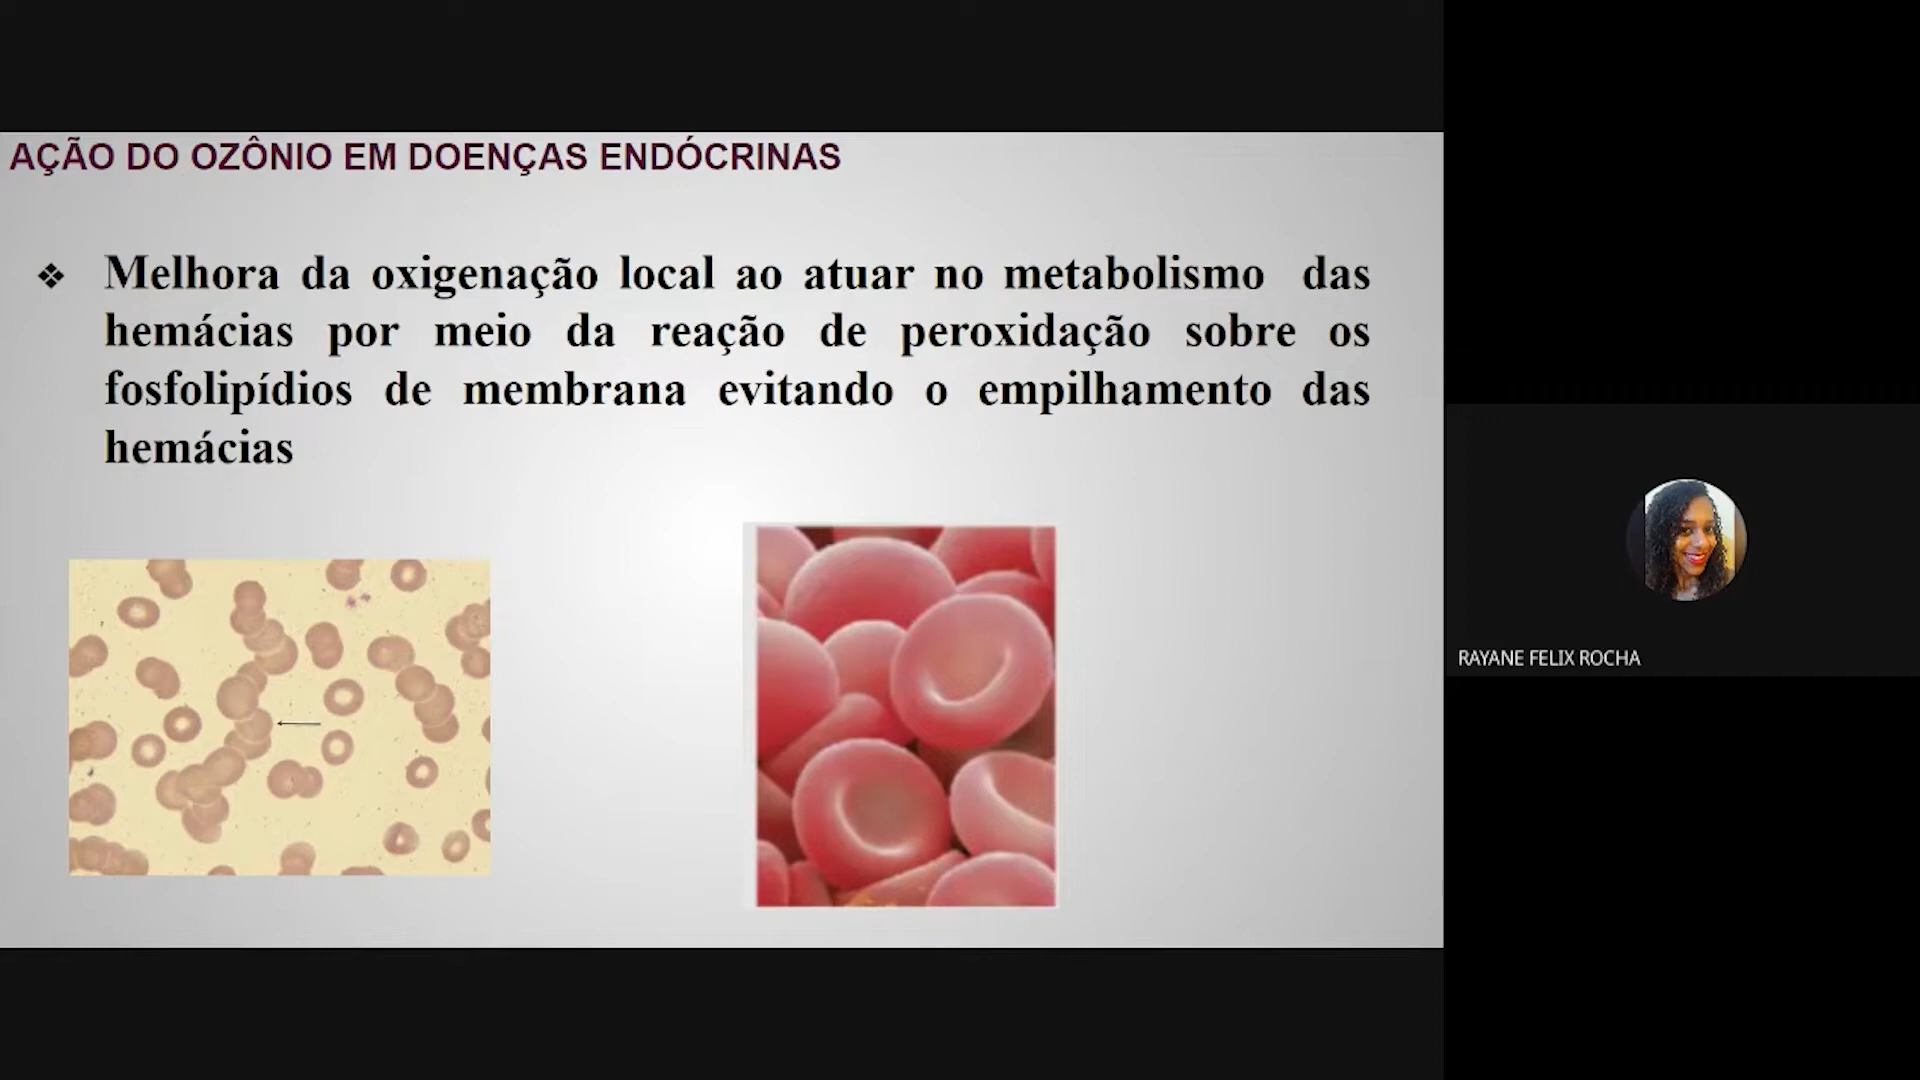 AÇÃO DO OZÔNIO EM DOENÇAS ENDÓCRINAS
❖ Melhora da oxigenação local ao atuar no metabolismo das
hemácias por meio da reação de peroxidação sobre os
fosfolipídios de membrana evitando o empilhamento das
hemácias
RAYANE FELIX ROCHA